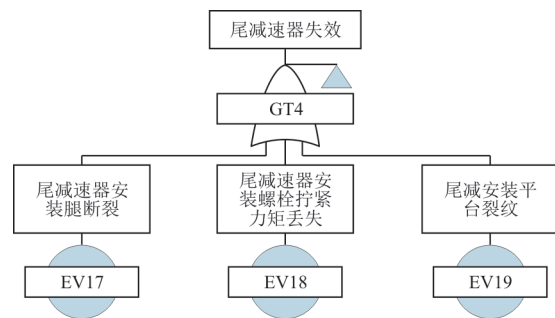 尾减速器失效
GT4
尾减速器安
装腿断裂
尾减速器安
装螺栓拧紧
力矩丢失
尾减安装平
台裂纹
EV17
EV18
EV19